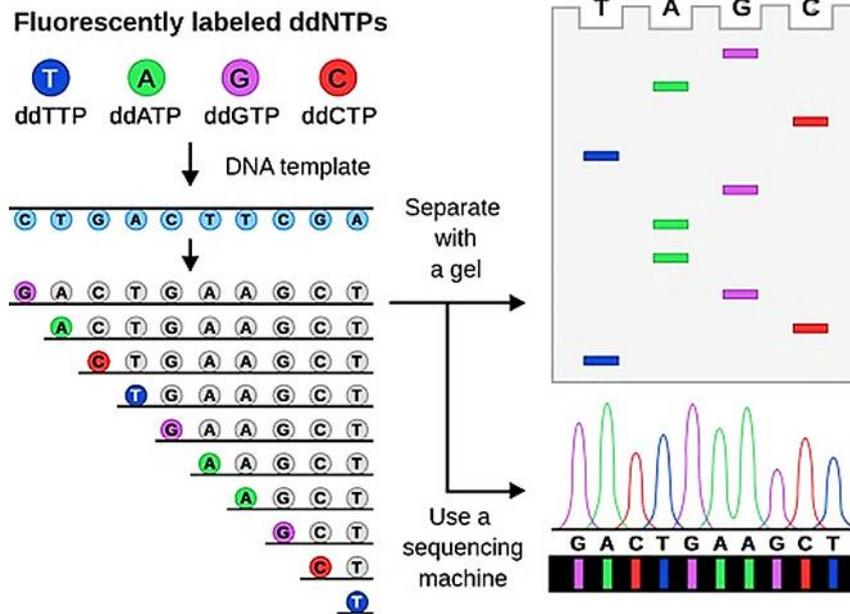 Fluorescently labeled ddNTPs
T A G C
ddTTP ddATP ddGTP ddCTP
DNA template
C T G A C T T C G A
G A C T G A A G C T
A C T G A A G C T
C T G A A G C T
T G A A G C T
G A A G C T
A A G C T
A G C T
G C T
C T
T
Separate
with
a gel
Use a
sequencing
machine
T A G C
G A C T G A A G C T